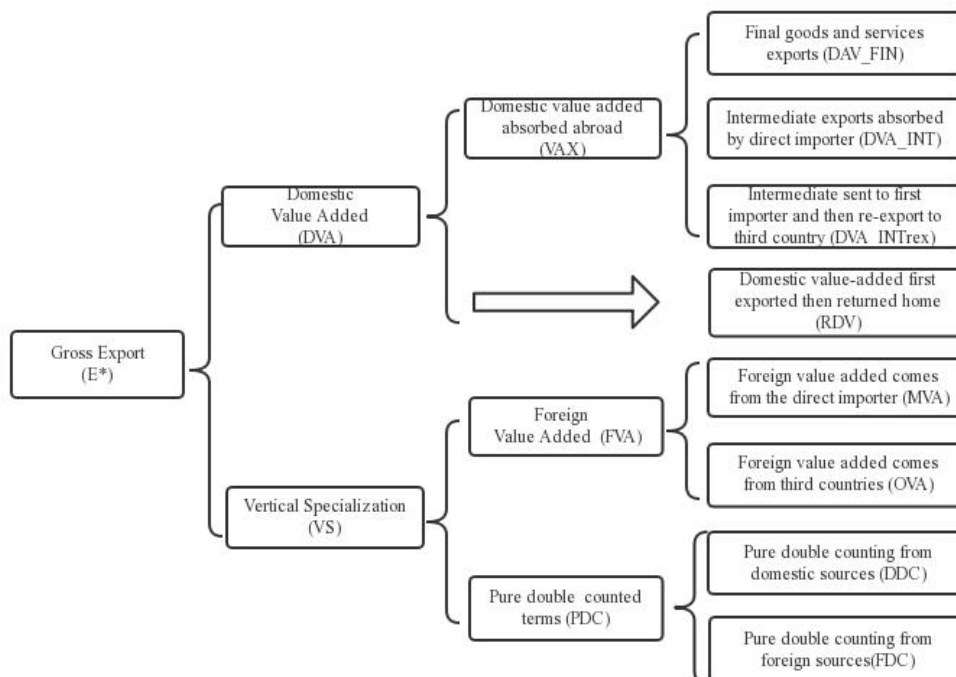 Final goods and services
exports (DAV_FIN)
Domestic value added
absorbed abroad
(VAX)
Intermediate exports absorbed
by direct importer (DVA_INT)
Domestic
Value Added
(DVA)
Intermediate sent to first
importer and then re-export to
third country (DVA_INTrex)
Domestic value-added first
exported then returned home
(RDV)
Gross Export
(E*)
Foreign value added comes
from the direct importer (MVA)
Foreign
Value Added (FVA)
Foreign value added comes
from third countries (OVA)
Vertical Specialization
(VS)
Pure double counting from
domestic sources (DDC)
Pure double counted
terms (PDC)
Pure double counting from
foreign sources(FDC)